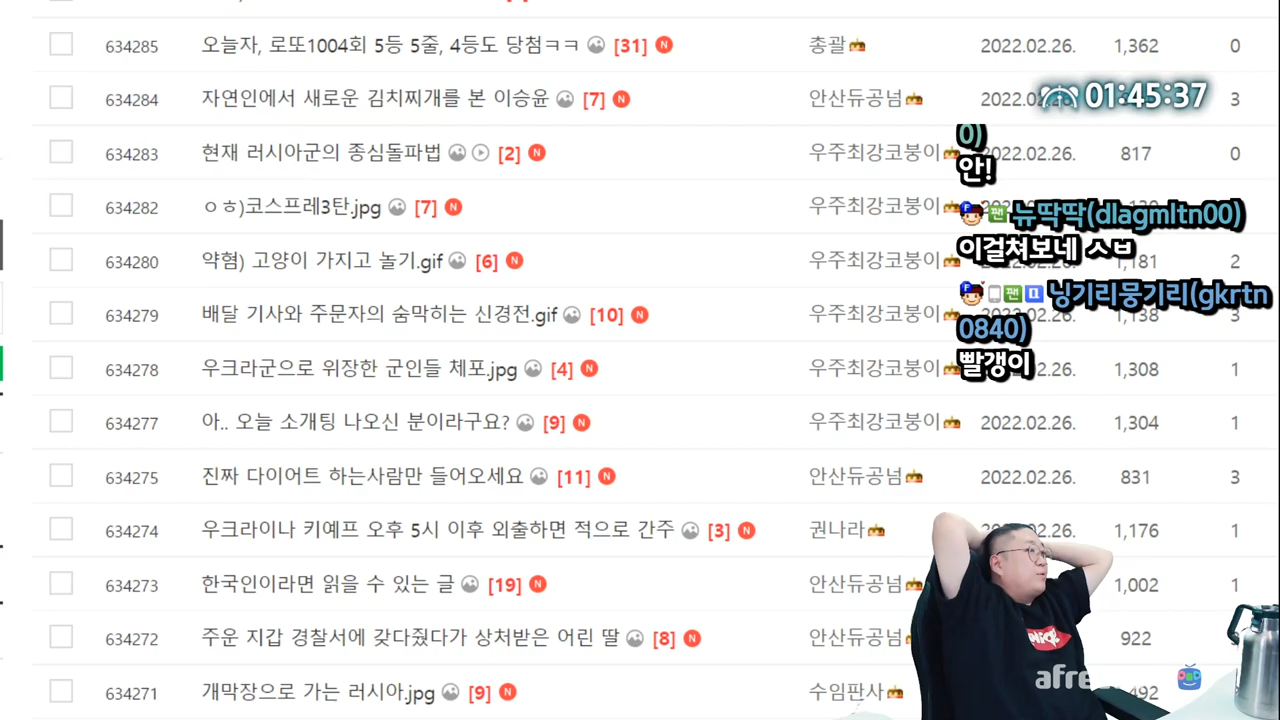 634285 오늘자, 로또1004회 5등 5줄, 4등도 당첨ㅋㅋ [31] N 총괄 2022.02.26. 1,362 0
634284 자연인에서 새로운 김치찌개를 본 이승윤 [7] N 안산듀공넘 2022.0 3
01:45:37
634283 현재 러시아군의 종심돌파법 [2] N 우주최강코붕이 2022.02.26. 817 0
0)
안!
634282 ㅇㅎ)코스프레3탄.jpg [7] N 우주최강코붕이
F 팬 뉴딱딱(dlagmltn00)
이걸쳐보네 ㅅㅂ
634280 약혐) 고양이 가지고 놀기.gif [6] N 우주최강코붕이 1,181 2
F 팬 닝기리뭉기리(gkrtn
0840)
빨갱이
634279 배달 기사와 주문자의 숨막히는 신경전.gif [10] N 우주최강코붕이 02.26. 1,138 3
634278 우크라군으로 위장한 군인들 체포.jpg [4] N 우주최강코붕이 02.26. 1,308 1
634277 아.. 오늘 소개팅 나오신 분이라구요? [9] N 우주최강코붕이 2022.02.26. 1,304 1
634275 진짜 다이어트 하는사람만 들어오세요 [11] N 안산듀공넘 2022.02.26. 831 3
634274 우크라이나 키예프 오후 5시 이후 외출하면 적으로 간주 [3] N 권나라 02.26. 1,176 1
634273 한국인이라면 읽을 수 있는 글 [19] N 안산듀공넘 1,002 1
634272 주운 지갑 경찰서에 갖다줬다가 상처받은 어린 딸 [8] N 안산듀공넘 922
634271 개막장으로 가는 러시아.jpg [9] N 수임판사 492
afre